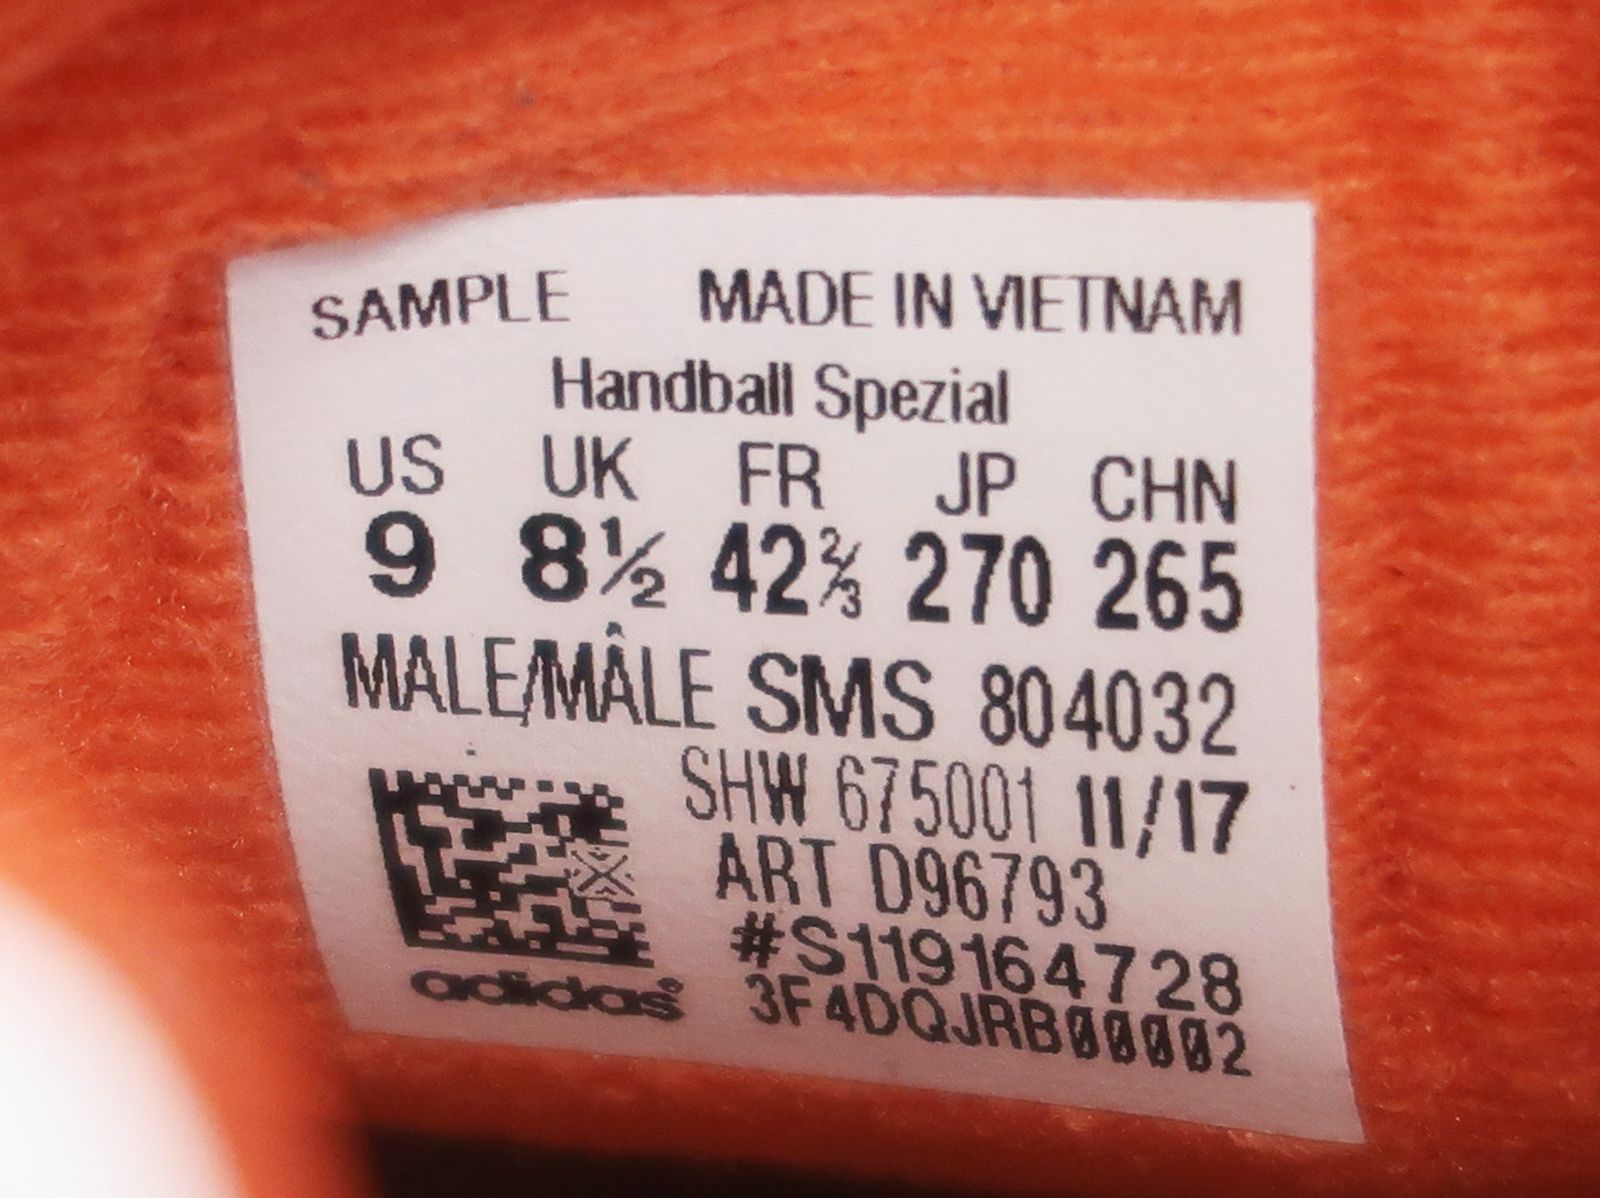 SAMPLE MADE IN VIETNAM
Handball Spezial
US UK FR JP CHN
9 8½ 42⅔ 270 265
MALE/MÂLE SMS 804032
SHW 675001 11/17
ART D96793
#S119164728
3F4DQJRB00002
adidas®